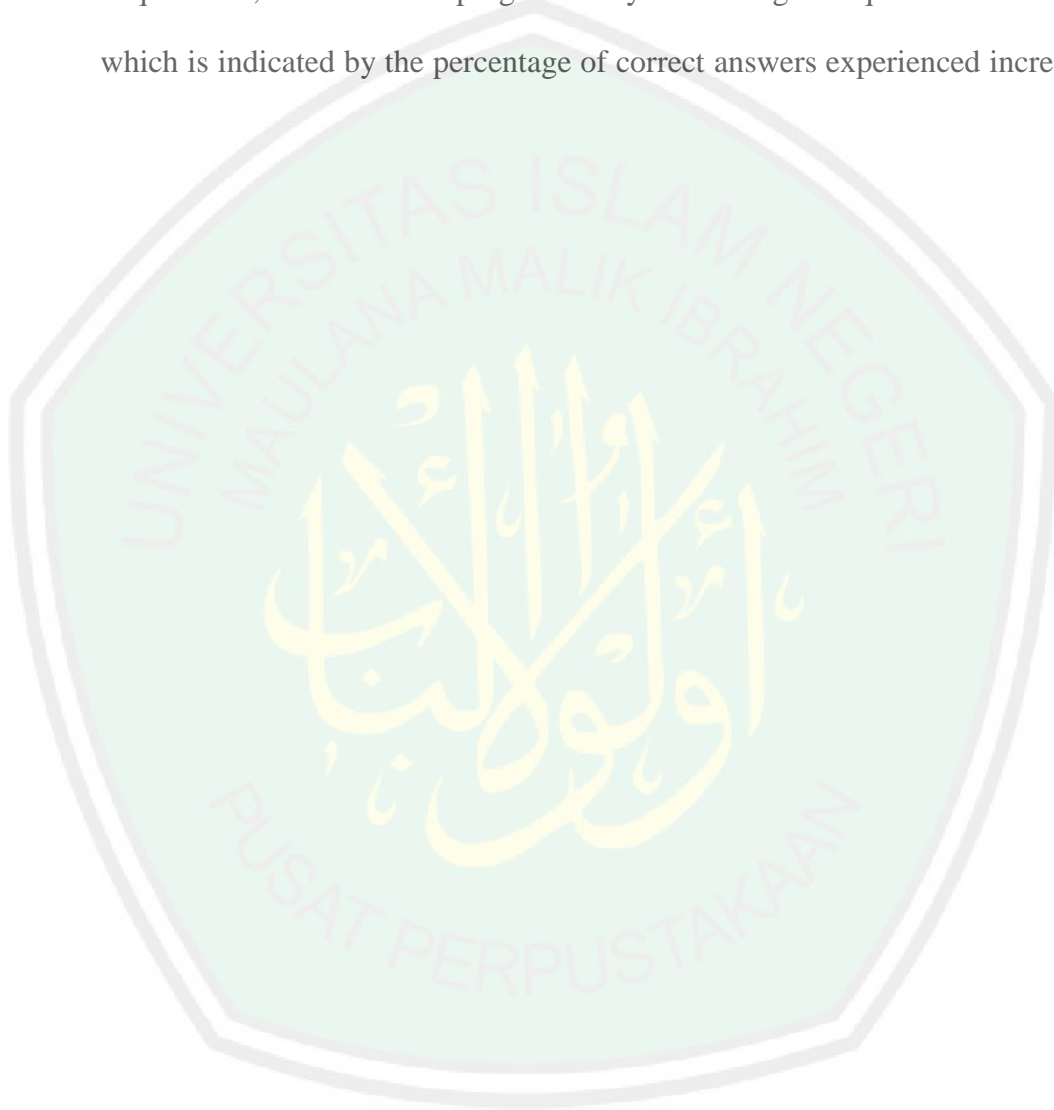 which is indicated by the percentage of correct answers experienced incre
UNIVERSITAS ISLAM NEGERI
MAULANA MALIK IBRAHIM
أولوا الألباب
PUSAT PERPUSTAKAAN